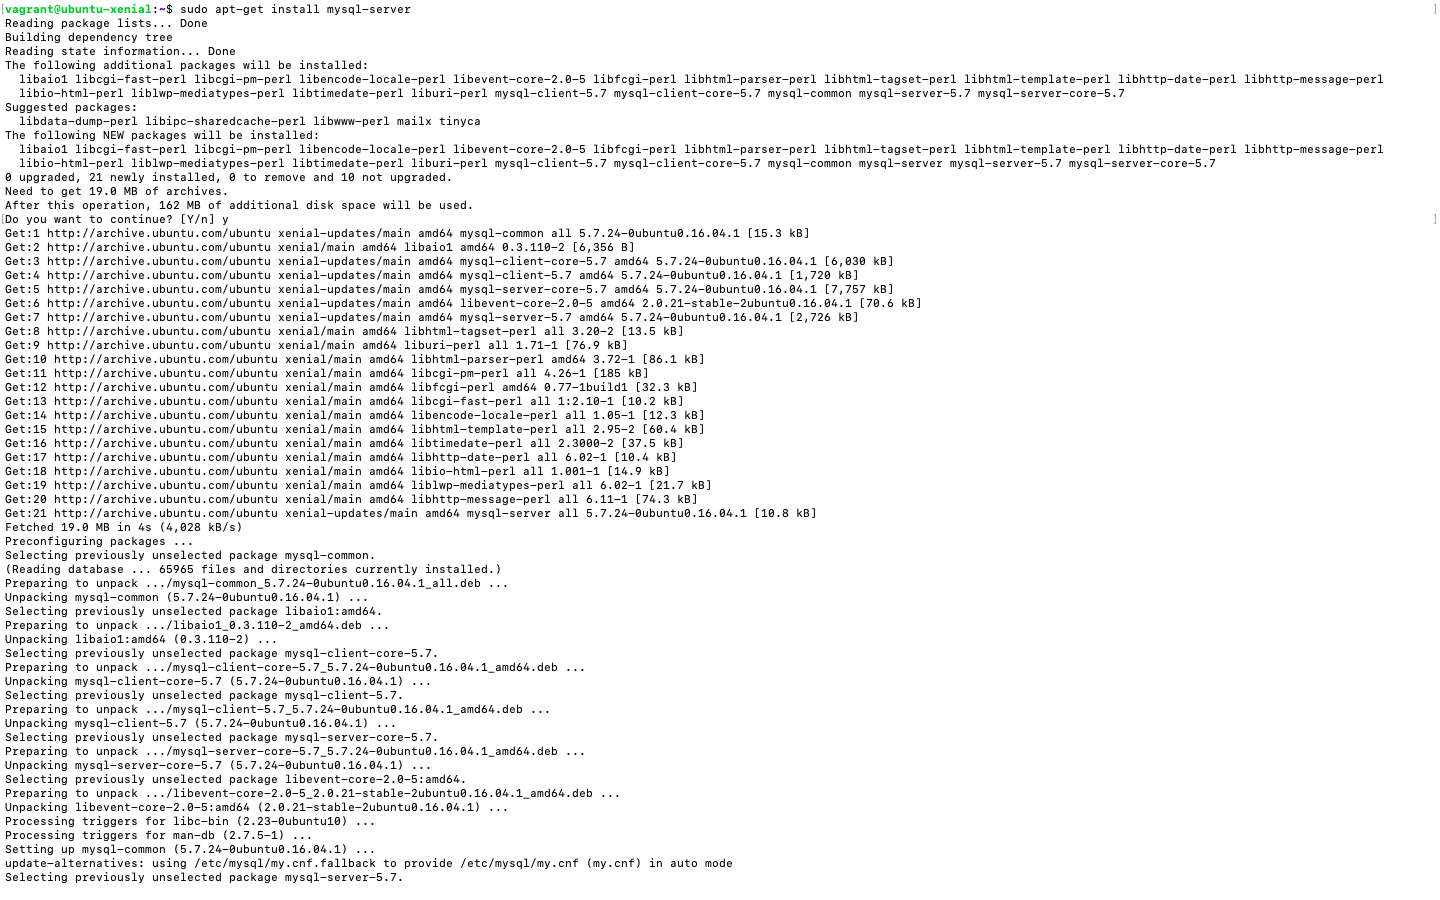 [vagrant@ubuntu-xenial:~$ sudo apt-get install mysql-server ]
Reading package lists... Done
Building dependency tree
Reading state information... Done
The following additional packages will be installed:
  libaio1 libcgi-fast-perl libcgi-pm-perl libencode-locale-perl libevent-core-2.0-5 libfcgi-perl libhtml-parser-perl libhtml-tagset-perl libhtml-template-perl libhttp-date-perl libhttp-message-perl
  libio-html-perl liblwp-mediatypes-perl libtimedate-perl liburi-perl mysql-client-5.7 mysql-client-core-5.7 mysql-common mysql-server-5.7 mysql-server-core-5.7
Suggested packages:
  libdata-dump-perl libipc-sharedcache-perl libwww-perl mailx tinyca
The following NEW packages will be installed:
  libaio1 libcgi-fast-perl libcgi-pm-perl libencode-locale-perl libevent-core-2.0-5 libfcgi-perl libhtml-parser-perl libhtml-tagset-perl libhtml-template-perl libhttp-date-perl libhttp-message-perl
  libio-html-perl liblwp-mediatypes-perl libtimedate-perl liburi-perl mysql-client-5.7 mysql-client-core-5.7 mysql-common mysql-server mysql-server-5.7 mysql-server-core-5.7
0 upgraded, 21 newly installed, 0 to remove and 10 not upgraded.
Need to get 19.0 MB of archives.
After this operation, 162 MB of additional disk space will be used.
[Do you want to continue? [Y/n] y ]
Get:1 http://archive.ubuntu.com/ubuntu xenial-updates/main amd64 mysql-common all 5.7.24-0ubuntu0.16.04.1 [15.3 kB]
Get:2 http://archive.ubuntu.com/ubuntu xenial/main amd64 libaio1 amd64 0.3.110-2 [6,356 B]
Get:3 http://archive.ubuntu.com/ubuntu xenial-updates/main amd64 mysql-client-core-5.7 amd64 5.7.24-0ubuntu0.16.04.1 [6,030 kB]
Get:4 http://archive.ubuntu.com/ubuntu xenial-updates/main amd64 mysql-client-5.7 amd64 5.7.24-0ubuntu0.16.04.1 [1,720 kB]
Get:5 http://archive.ubuntu.com/ubuntu xenial-updates/main amd64 mysql-server-core-5.7 amd64 5.7.24-0ubuntu0.16.04.1 [7,757 kB]
Get:6 http://archive.ubuntu.com/ubuntu xenial-updates/main amd64 libevent-core-2.0-5 amd64 2.0.21-stable-2ubuntu0.16.04.1 [70.6 kB]
Get:7 http://archive.ubuntu.com/ubuntu xenial-updates/main amd64 mysql-server-5.7 amd64 5.7.24-0ubuntu0.16.04.1 [2,726 kB]
Get:8 http://archive.ubuntu.com/ubuntu xenial/main amd64 libhtml-tagset-perl all 3.20-2 [13.5 kB]
Get:9 http://archive.ubuntu.com/ubuntu xenial/main amd64 liburi-perl all 1.71-1 [76.9 kB]
Get:10 http://archive.ubuntu.com/ubuntu xenial/main amd64 libhtml-parser-perl amd64 3.72-1 [86.1 kB]
Get:11 http://archive.ubuntu.com/ubuntu xenial/main amd64 libcgi-pm-perl all 4.26-1 [185 kB]
Get:12 http://archive.ubuntu.com/ubuntu xenial/main amd64 libfcgi-perl amd64 0.77-1build1 [32.3 kB]
Get:13 http://archive.ubuntu.com/ubuntu xenial/main amd64 libcgi-fast-perl all 1:2.10-1 [10.2 kB]
Get:14 http://archive.ubuntu.com/ubuntu xenial/main amd64 libencode-locale-perl all 1.05-1 [12.3 kB]
Get:15 http://archive.ubuntu.com/ubuntu xenial/main amd64 libhtml-template-perl all 2.95-2 [60.4 kB]
Get:16 http://archive.ubuntu.com/ubuntu xenial/main amd64 libtimedate-perl all 2.3000-2 [37.5 kB]
Get:17 http://archive.ubuntu.com/ubuntu xenial/main amd64 libhttp-date-perl all 6.02-1 [10.4 kB]
Get:18 http://archive.ubuntu.com/ubuntu xenial/main amd64 libio-html-perl all 1.001-1 [14.9 kB]
Get:19 http://archive.ubuntu.com/ubuntu xenial/main amd64 liblwp-mediatypes-perl all 6.02-1 [21.7 kB]
Get:20 http://archive.ubuntu.com/ubuntu xenial/main amd64 libhttp-message-perl all 6.11-1 [74.3 kB]
Get:21 http://archive.ubuntu.com/ubuntu xenial-updates/main amd64 mysql-server all 5.7.24-0ubuntu0.16.04.1 [10.8 kB]
Fetched 19.0 MB in 4s (4,028 kB/s)
Preconfiguring packages ...
Selecting previously unselected package mysql-common.
(Reading database ... 65965 files and directories currently installed.)
Preparing to unpack .../mysql-common_5.7.24-0ubuntu0.16.04.1_all.deb ...
Unpacking mysql-common (5.7.24-0ubuntu0.16.04.1) ...
Selecting previously unselected package libaio1:amd64.
Preparing to unpack .../libaio1_0.3.110-2_amd64.deb ...
Unpacking libaio1:amd64 (0.3.110-2) ...
Selecting previously unselected package mysql-client-core-5.7.
Preparing to unpack .../mysql-client-core-5.7_5.7.24-0ubuntu0.16.04.1_amd64.deb ...
Unpacking mysql-client-core-5.7 (5.7.24-0ubuntu0.16.04.1) ...
Selecting previously unselected package mysql-client-5.7.
Preparing to unpack .../mysql-client-5.7_5.7.24-0ubuntu0.16.04.1_amd64.deb ...
Unpacking mysql-client-5.7 (5.7.24-0ubuntu0.16.04.1) ...
Selecting previously unselected package mysql-server-core-5.7.
Preparing to unpack .../mysql-server-core-5.7_5.7.24-0ubuntu0.16.04.1_amd64.deb ...
Unpacking mysql-server-core-5.7 (5.7.24-0ubuntu0.16.04.1) ...
Selecting previously unselected package libevent-core-2.0-5:amd64.
Preparing to unpack .../libevent-core-2.0-5_2.0.21-stable-2ubuntu0.16.04.1_amd64.deb ...
Unpacking libevent-core-2.0-5:amd64 (2.0.21-stable-2ubuntu0.16.04.1) ...
Processing triggers for libc-bin (2.23-0ubuntu10) ...
Processing triggers for man-db (2.7.5-1) ...
Setting up mysql-common (5.7.24-0ubuntu0.16.04.1) ...
update-alternatives: using /etc/mysql/my.cnf.fallback to provide /etc/mysql/my.cnf (my.cnf) in auto mode
Selecting previously unselected package mysql-server-5.7.